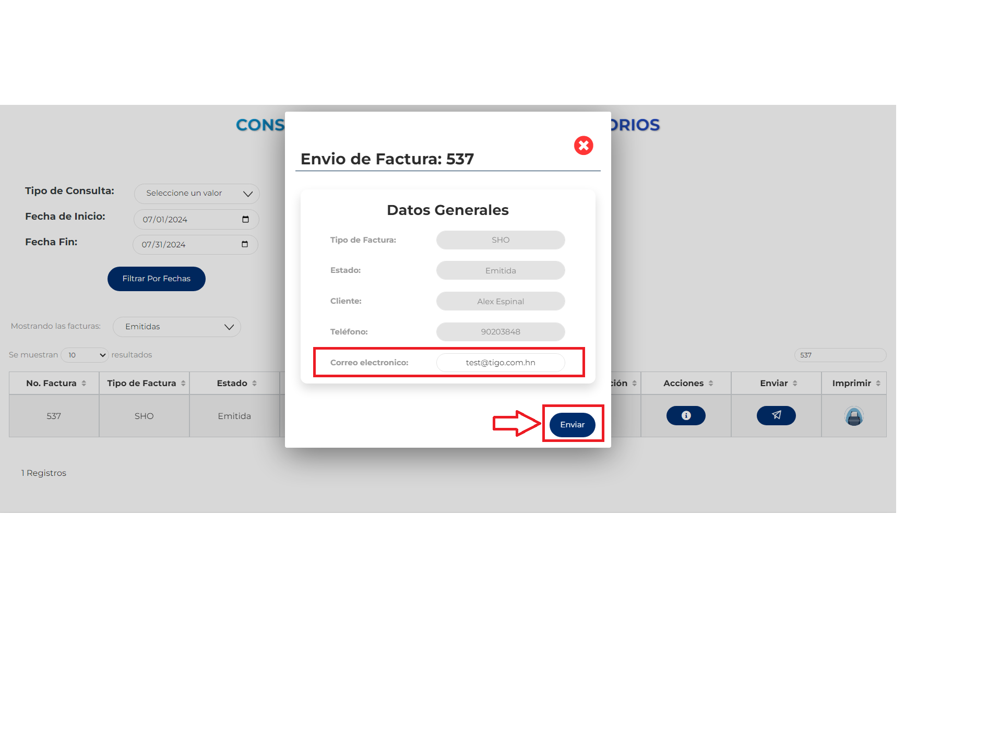 CONS
ORIOS
Envio de Factura: 537
Tipo de Consulta:
Seleccione un valor
Fecha de Inicio:
07/01/2024
Fecha Fin:
07/31/2024
Filtrar Por Fechas
Datos Generales
Tipo de Factura:
SHO
Estado:
Emitida
Cliente:
Alex Espinal
Teléfono:
90203848
Correo electronico:
test@tigo.com.hn
Enviar
Mostrando las facturas:
Emitidas
Se muestran 10 resultados
537
No. Factura Tipo de Factura Estado ción Acciones Enviar Imprimir
537 SHO Emitida
1 Registros